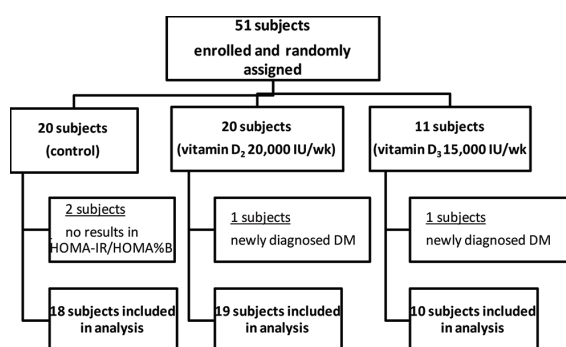 51 subjects
enrolled and randomly
assigned
20 subjects
(control)
20 subjects
(vitamin D₂ 20,000 IU/wk)
11 subjects
(vitamin D₃ 15,000 IU/wk
2 subjects
no results in
HOMA-IR/HOMA%B
1 subjects
newly diagnosed DM
1 subjects
newly diagnosed DM
18 subjects included
in analysis
19 subjects included
in analysis
10 subjects included
in analysis